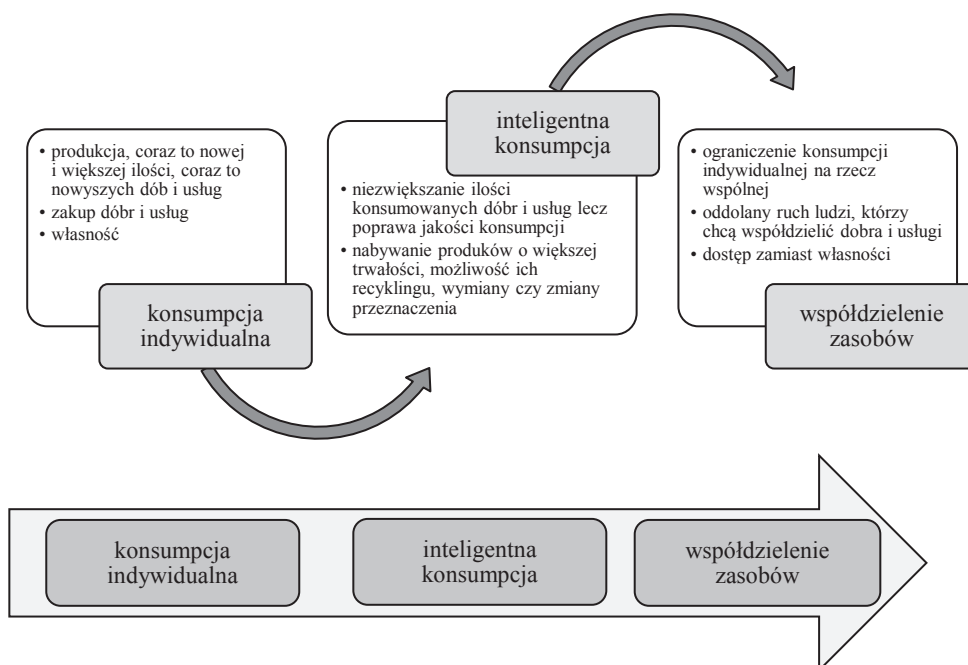 • produkcja, coraz to nowej
i większej ilości, coraz to
nowyszych dób i usług
• zakup dóbr i usług
• własność
konsumpcja
indywidualna
inteligentna
konsumpcja
• niezwiększanie ilości
konsumowanych dóbr i usług lecz
poprawa jakości konsumpcji
• nabywanie produktów o większej
trwałości, możliwość ich
recyklingu, wymiany czy zmiany
przeznaczenia
• ograniczenie konsumpcji
indywidualnej na rzecz
wspólnej
• oddolany ruch ludzi, którzy
chcą współdzielić dobra i usługi
• dostęp zamiast własności
współdzielenie
zasobów
konsumpcja
indywidualna
inteligentna
konsumpcja
współdzielenie
zasobów